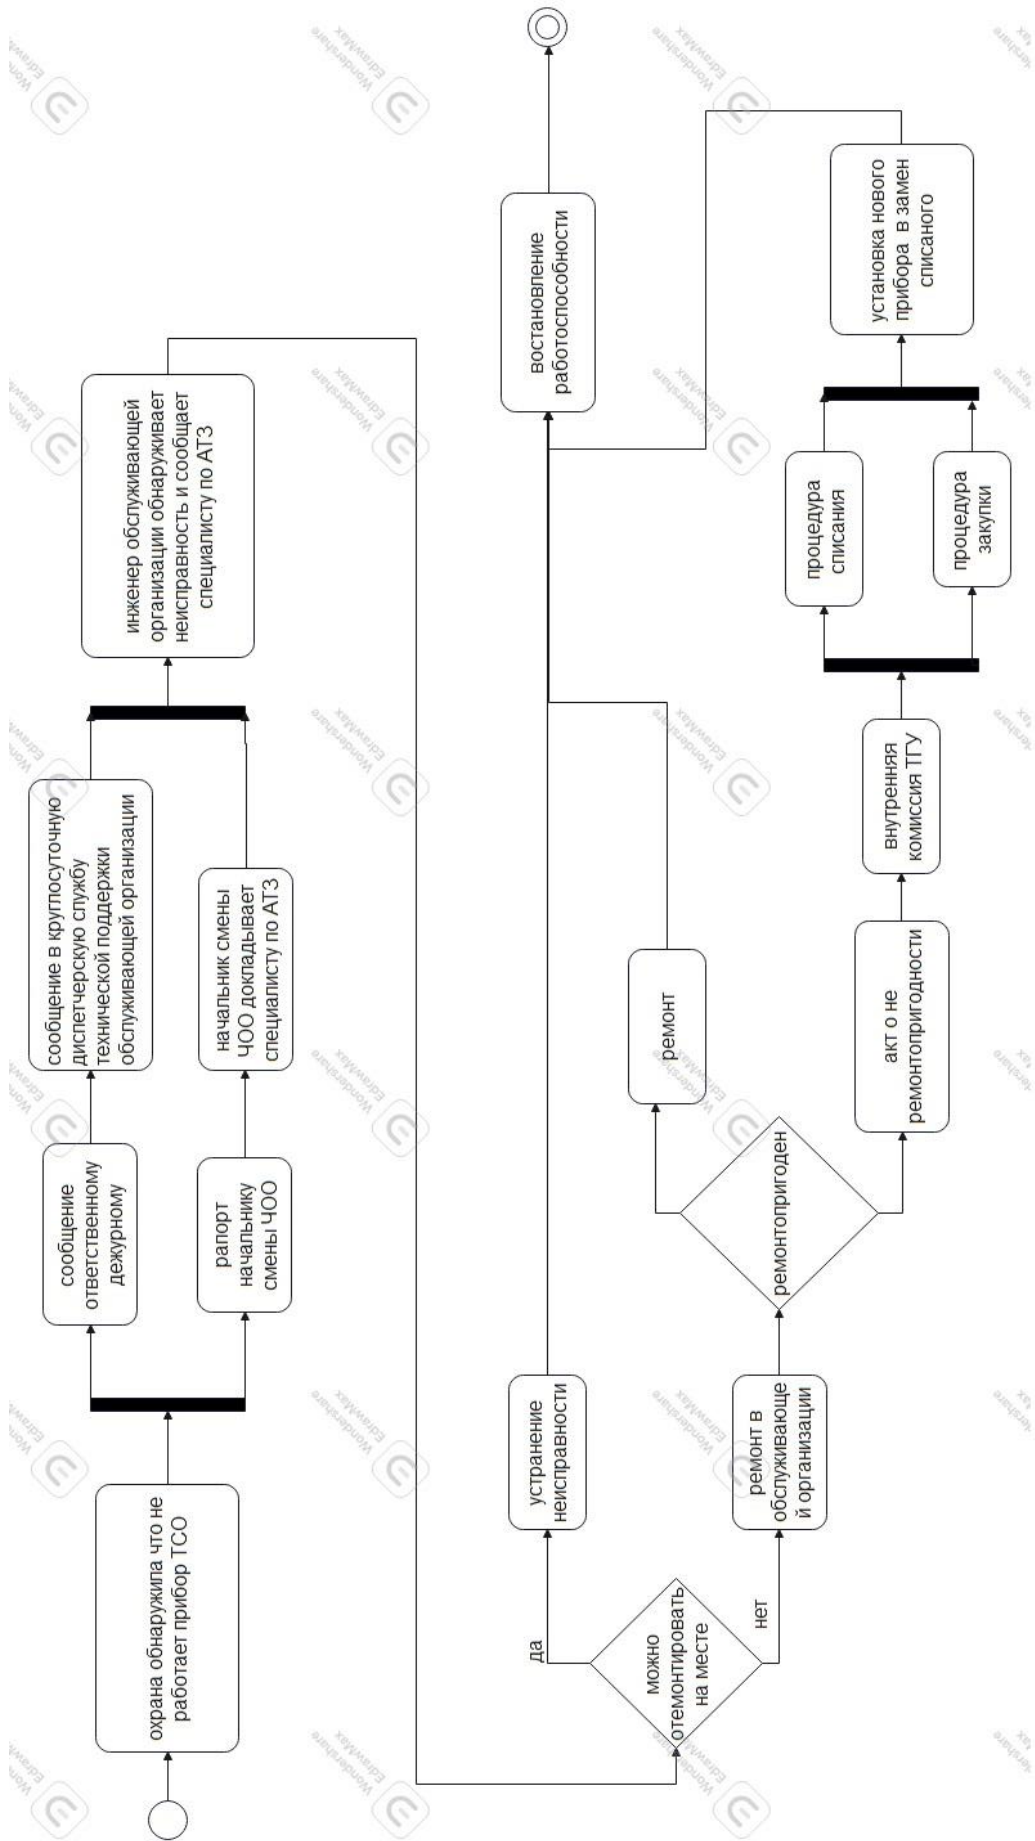 охрана обнаружила что не
работает прибор ТСО
сообщение
ответственному
дежурному
рапорт
начальнику
смены ЧОО
сообщение в круглосуточную
диспетчерскую службу
технической поддержки
обслуживающей организации
начальник смены
ЧОО докладывает
специалисту по АТЗ
инженер обслуживающей
организации обнаруживает
неисправность и сообщает
специалисту по АТЗ
можно
отемонтировать
на месте
да
нет
устранение
неисправности
ремонт в
обслуживающе
й организации
ремонтопригоден
ремонт
акт о не
ремонтопригодности
внутренняя
комиссия ТГУ
процедура
списания
процедура
закупки
установка нового
прибора в замен
списаного
востановление
работоспособности
Wondershare
EdrawMax